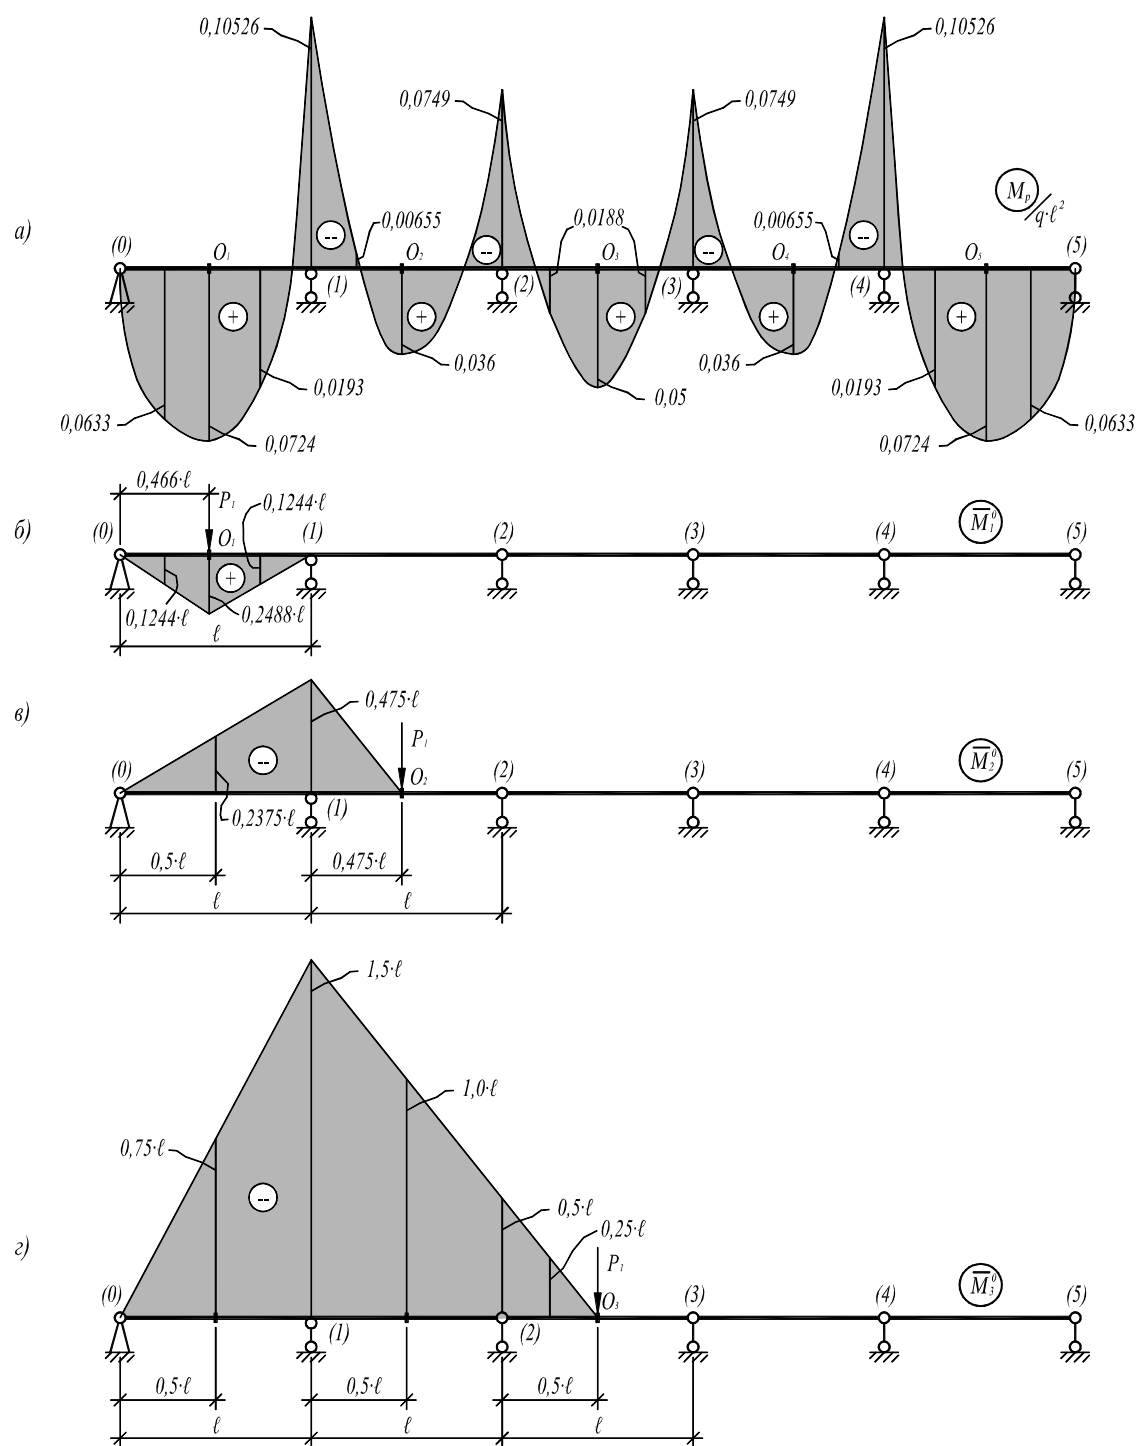 0,10526 0,10526
0,0749 0,0749
M_p/q·ℓ²
а) 0,00655 0,0188 0,00655
(0) O₁ O₂ O₃ O₄ O₅ (5)
-- -- -- --
(1) (2) (3) (4)
+ + + + +
0,036 0,05 0,036
0,0193 0,0193
0,0633 0,0724 0,0724 0,0633
0,466·ℓ
P₁ 0,1244·ℓ
б) (0) O₁ (1) (2) (3) (4) (5) M̅₁⁰
+
0,1244·ℓ 0,2488·ℓ
ℓ
в) 0,475·ℓ
P₁
(0) -- O₂ (2) (3) (4) (5) M̅₂⁰
0,2375·ℓ (1)
0,5·ℓ 0,475·ℓ
ℓ ℓ
1,5·ℓ
1,0·ℓ
0,75·ℓ
--
0,5·ℓ
0,25·ℓ
г) P₁
(0) O₃ (3) (4) (5) M̅₃⁰
(1) (2)
0,5·ℓ 0,5·ℓ 0,5·ℓ
ℓ ℓ ℓ